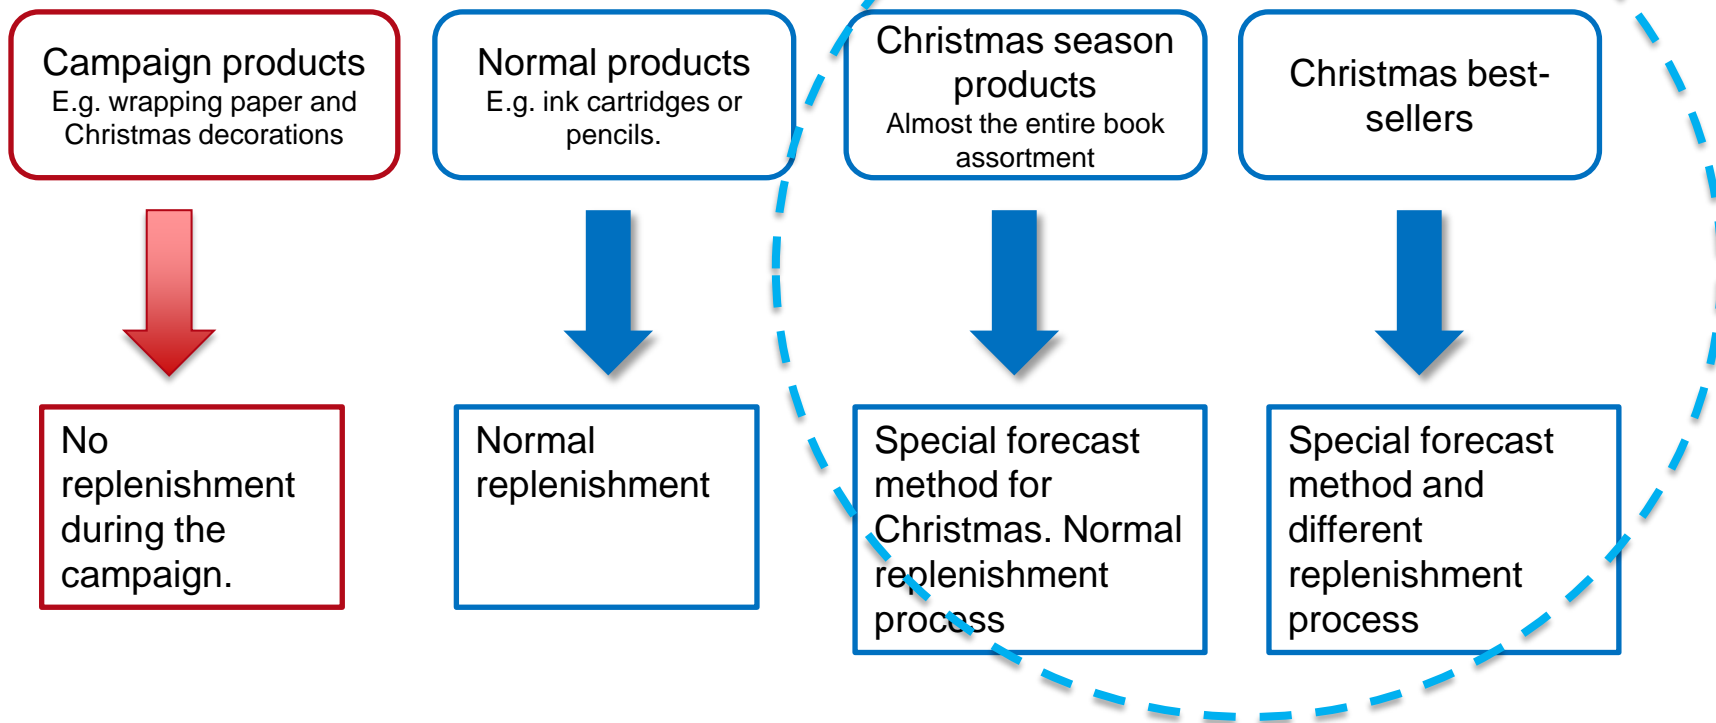 Campaign products
E.g. wrapping paper and
Christmas decorations
Normal products
E.g. ink cartridges or
pencils.
Christmas season
products
Almost the entire book
assortment
Christmas best-
sellers
No
replenishment
during the
campaign.
Normal
replenishment
Special forecast
method for
Christmas. Normal
replenishment
process
Special forecast
method and
different
replenishment
process